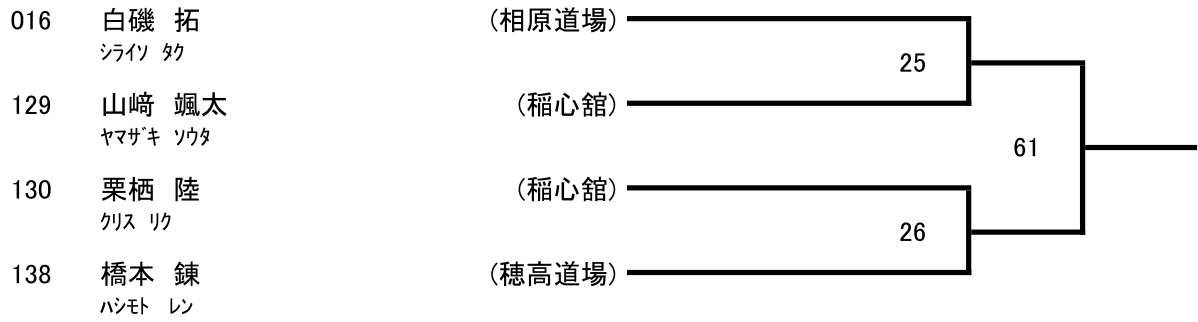 016 白磯 拓 (相原道場)
ｼﾗｲｿ ﾀｸ
25
129 山﨑 颯太 (稲心舘)
ﾔﾏｻﾞｷ ｿｳﾀ
61
130 栗栖 陸 (稲心舘)
ｸﾘｽ ﾘｸ
26
138 橋本 錬 (穂高道場)
ﾊｼﾓﾄ ﾚﾝ